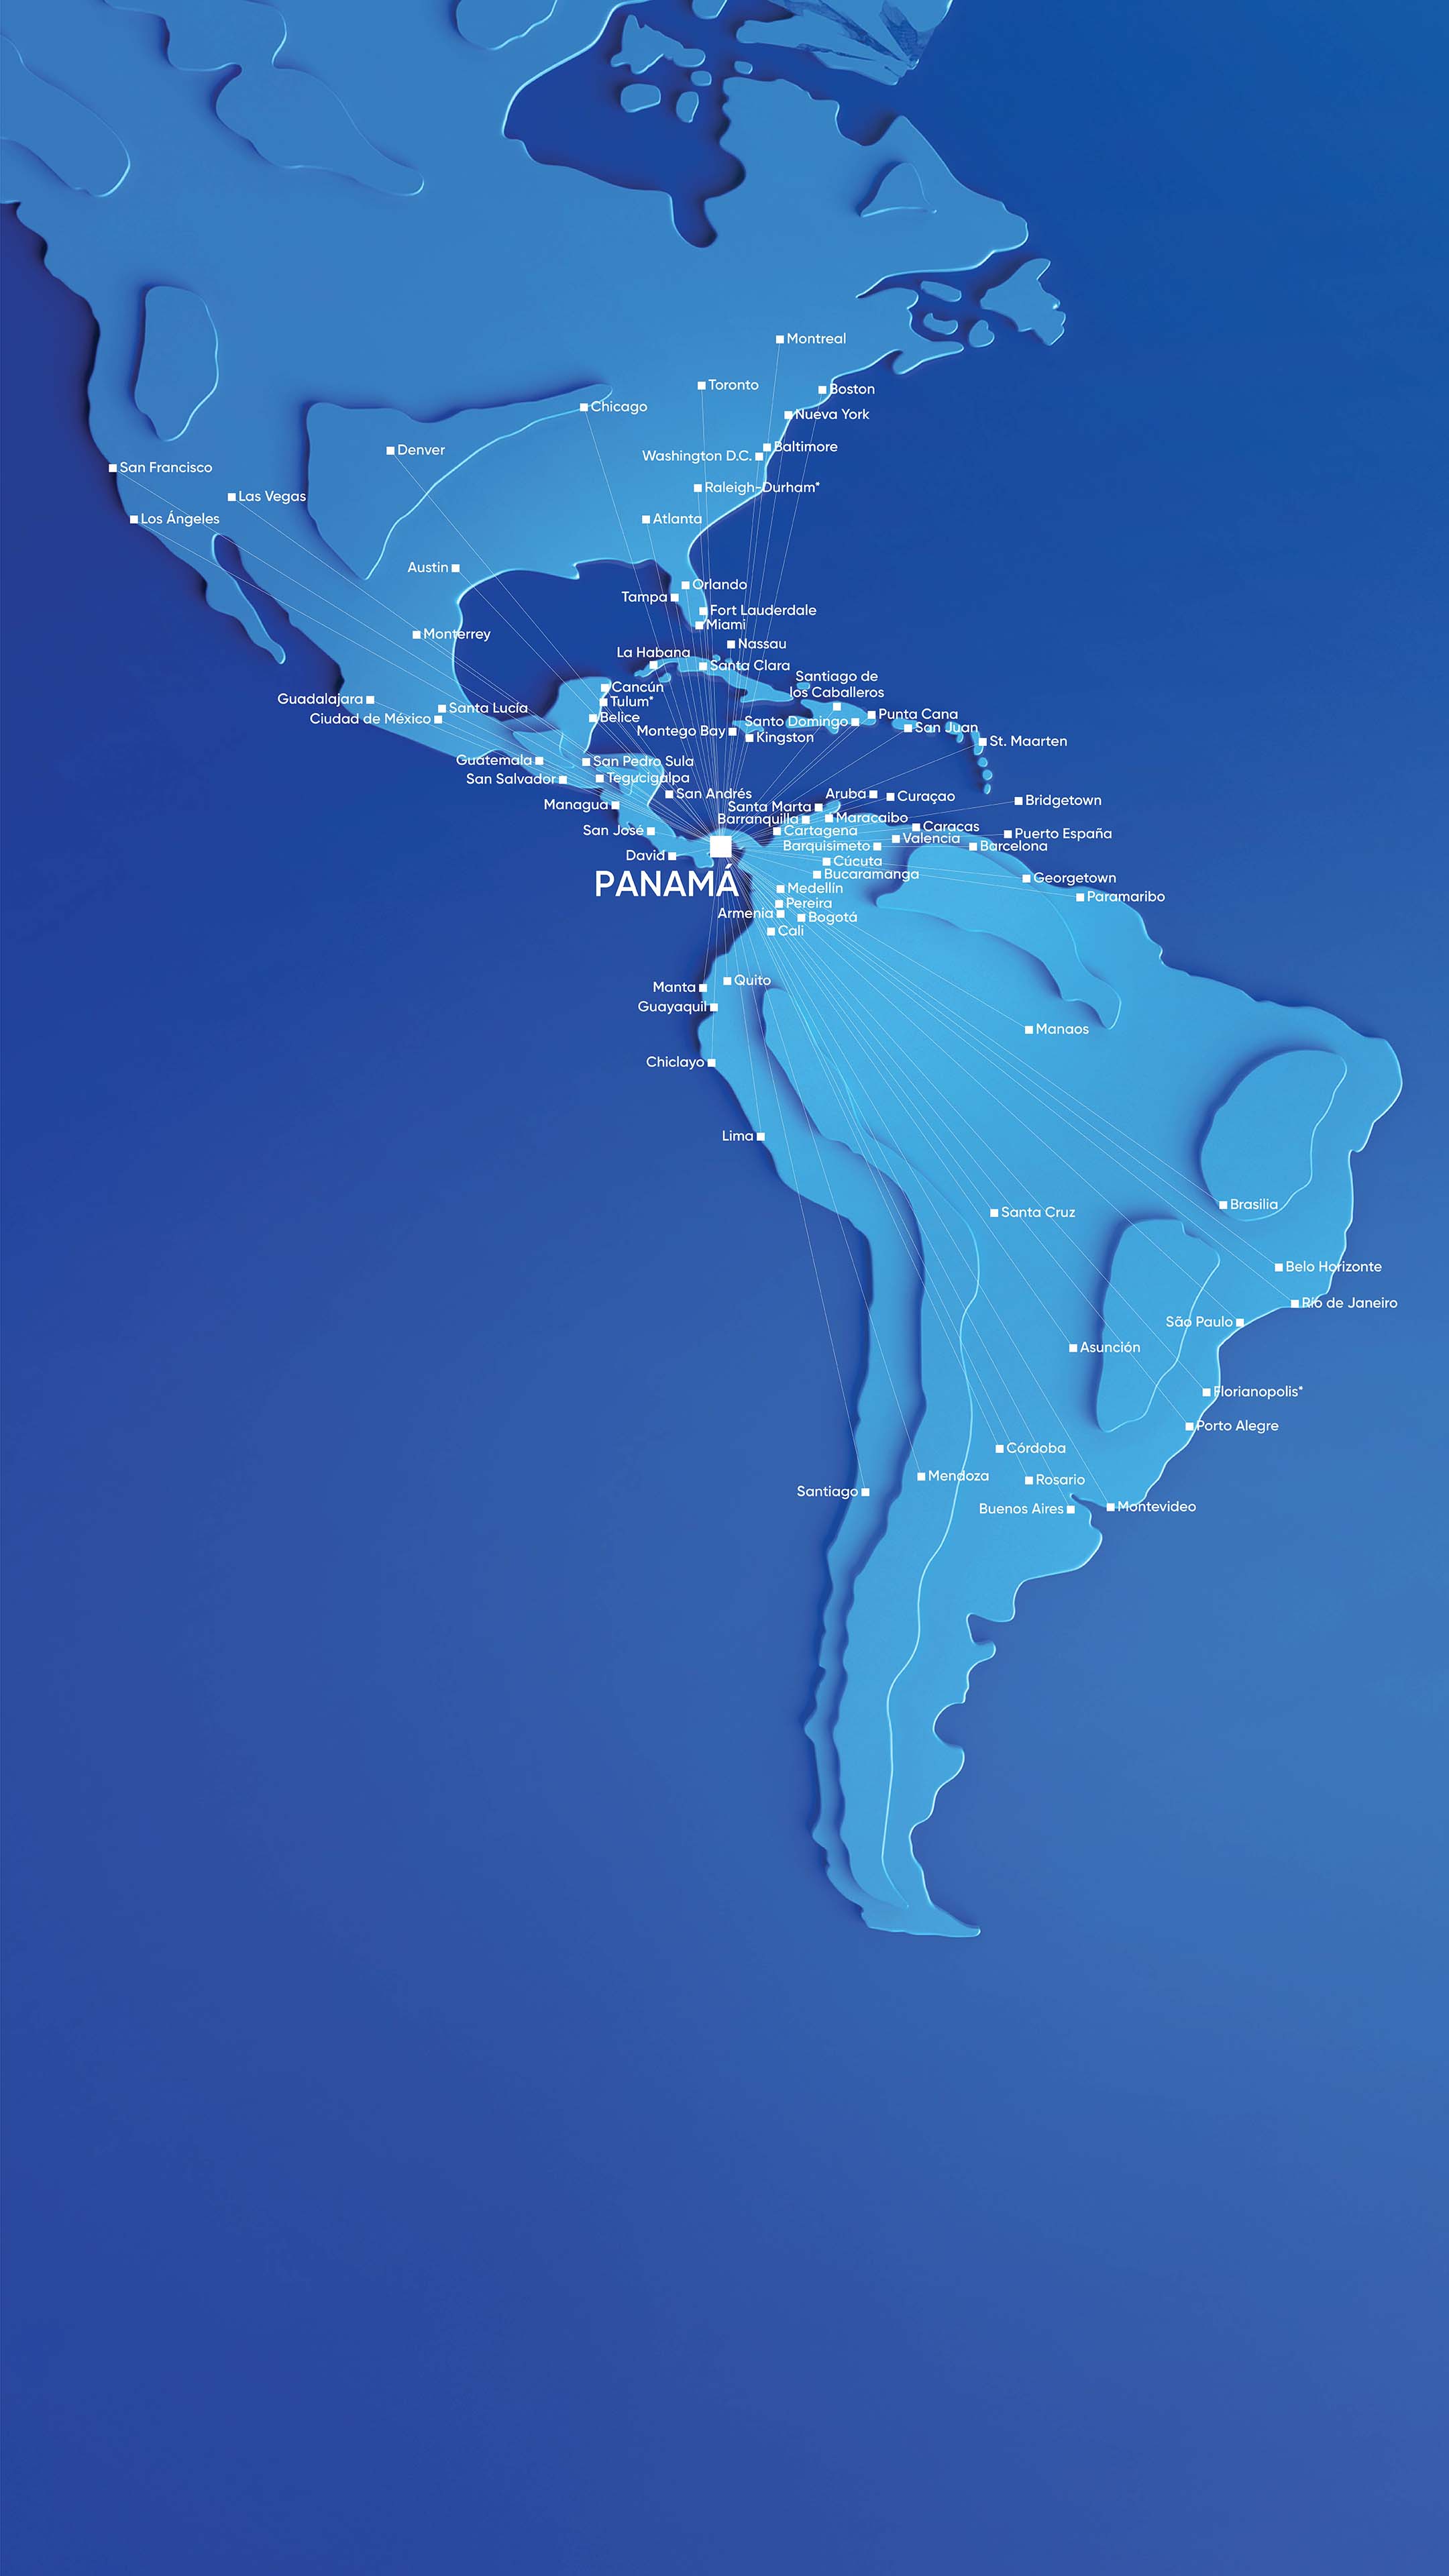 Montreal
Toronto
Boston
Chicago
Nueva York
Denver
Baltimore
Washington D.C.
San Francisco
Raleigh-Durham*
Las Vegas
Los Ángeles
Atlanta
Austin
Orlando
Tampa
Fort Lauderdale
Miami
Monterrey
Nassau
La Habana
Santa Clara
Santiago de
los Caballeros
Cancún
Guadalajara
Tulum*
Santa Lucía
Punta Cana
Ciudad de México
Belice
Santo Domingo
San Juan
Montego Bay
Kingston
St. Maarten
Guatemala
San Pedro Sula
San Salvador
Tegucigalpa
San Andrés
Aruba
Curaçao
Bridgetown
Managua
Santa Marta
Barranquilla
Maracaibo
Caracas
San José
Cartagena
Puerto España
Valencia
Barquisimeto
Barcelona
David
Cúcuta
PANAMÁ
Bucaramanga
Georgetown
Medellín
Paramaribo
Pereira
Armenia
Bogotá
Cali
Quito
Manta
Guayaquil
Manaos
Chiclayo
Lima
Brasilia
Santa Cruz
Belo Horizonte
Río de Janeiro
São Paulo
Asunción
Florianopolis*
Porto Alegre
Córdoba
Mendoza
Rosario
Santiago
Buenos Aires
Montevideo